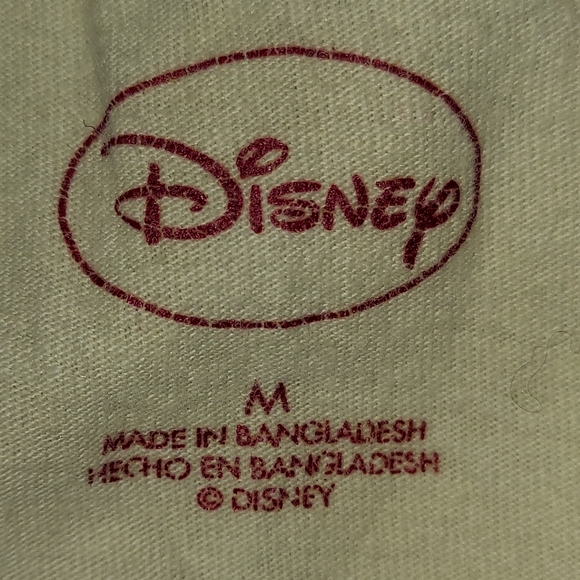 Disney
M
MADE IN BANGLADESH
HECHO EN BANGLADESH
© DISNEY